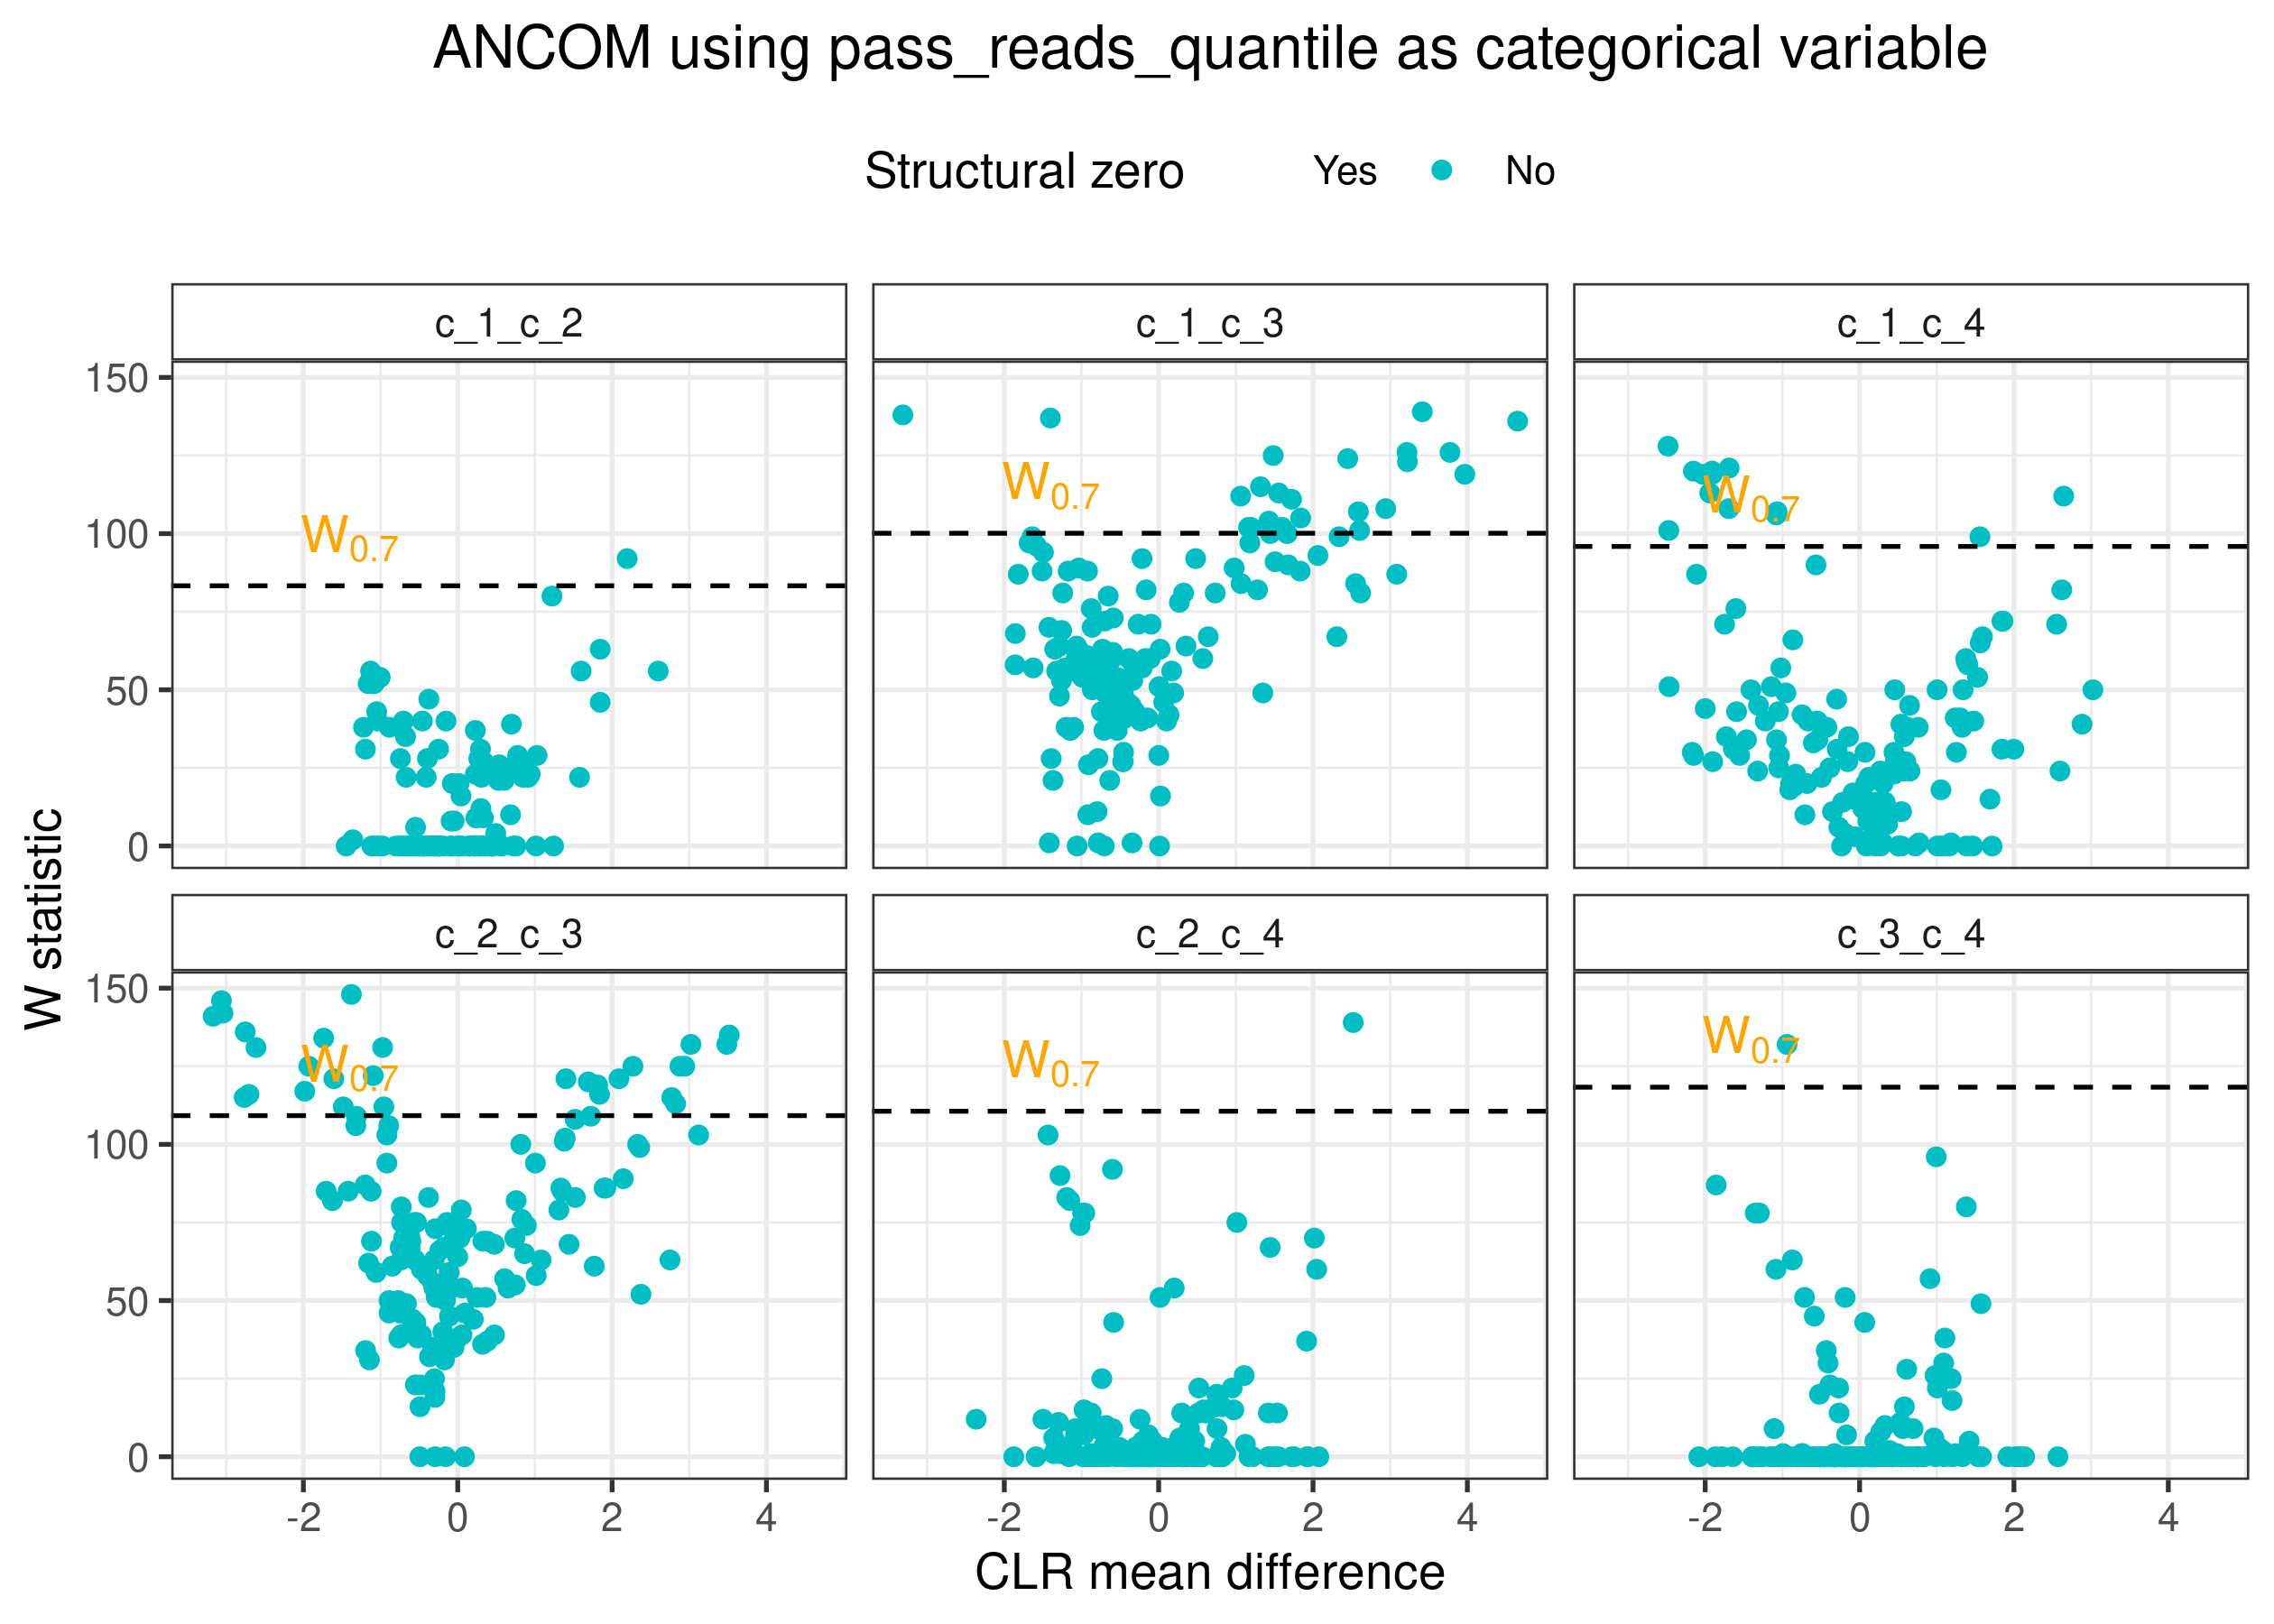 ANCOM using pass_reads_quantile as categorical variable
Structural zero Yes No
c_1_c_2 c_1_c_3 c_1_c_4
150
100
50
0
W0.7 W0.7 W0.7
c_2_c_3 c_2_c_4 c_3_c_4
150
100
50
0
W0.7 W0.7 W0.7
W statistic
-2 0 2 4 -2 0 2 4 -2 0 2 4
CLR mean difference